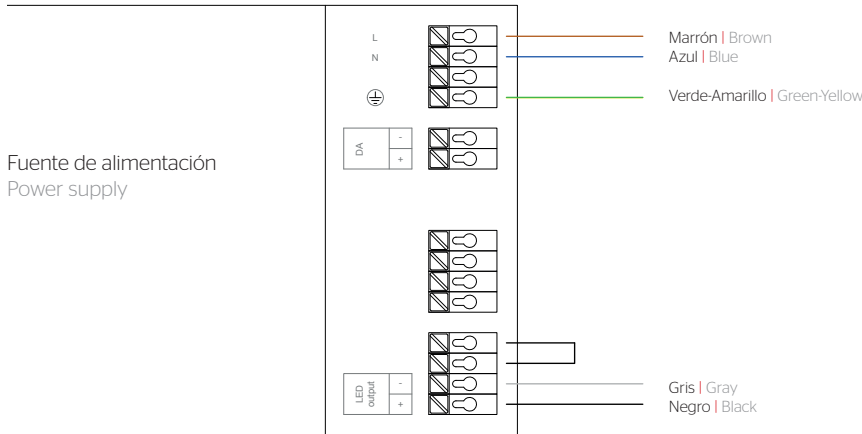 L
Marrón | Brown
N
Azul | Blue
Verde-Amarillo | Green-Yellow
DA
-
+
Fuente de alimentación
Power supply
LED
output
-
+
Gris | Gray
Negro | Black